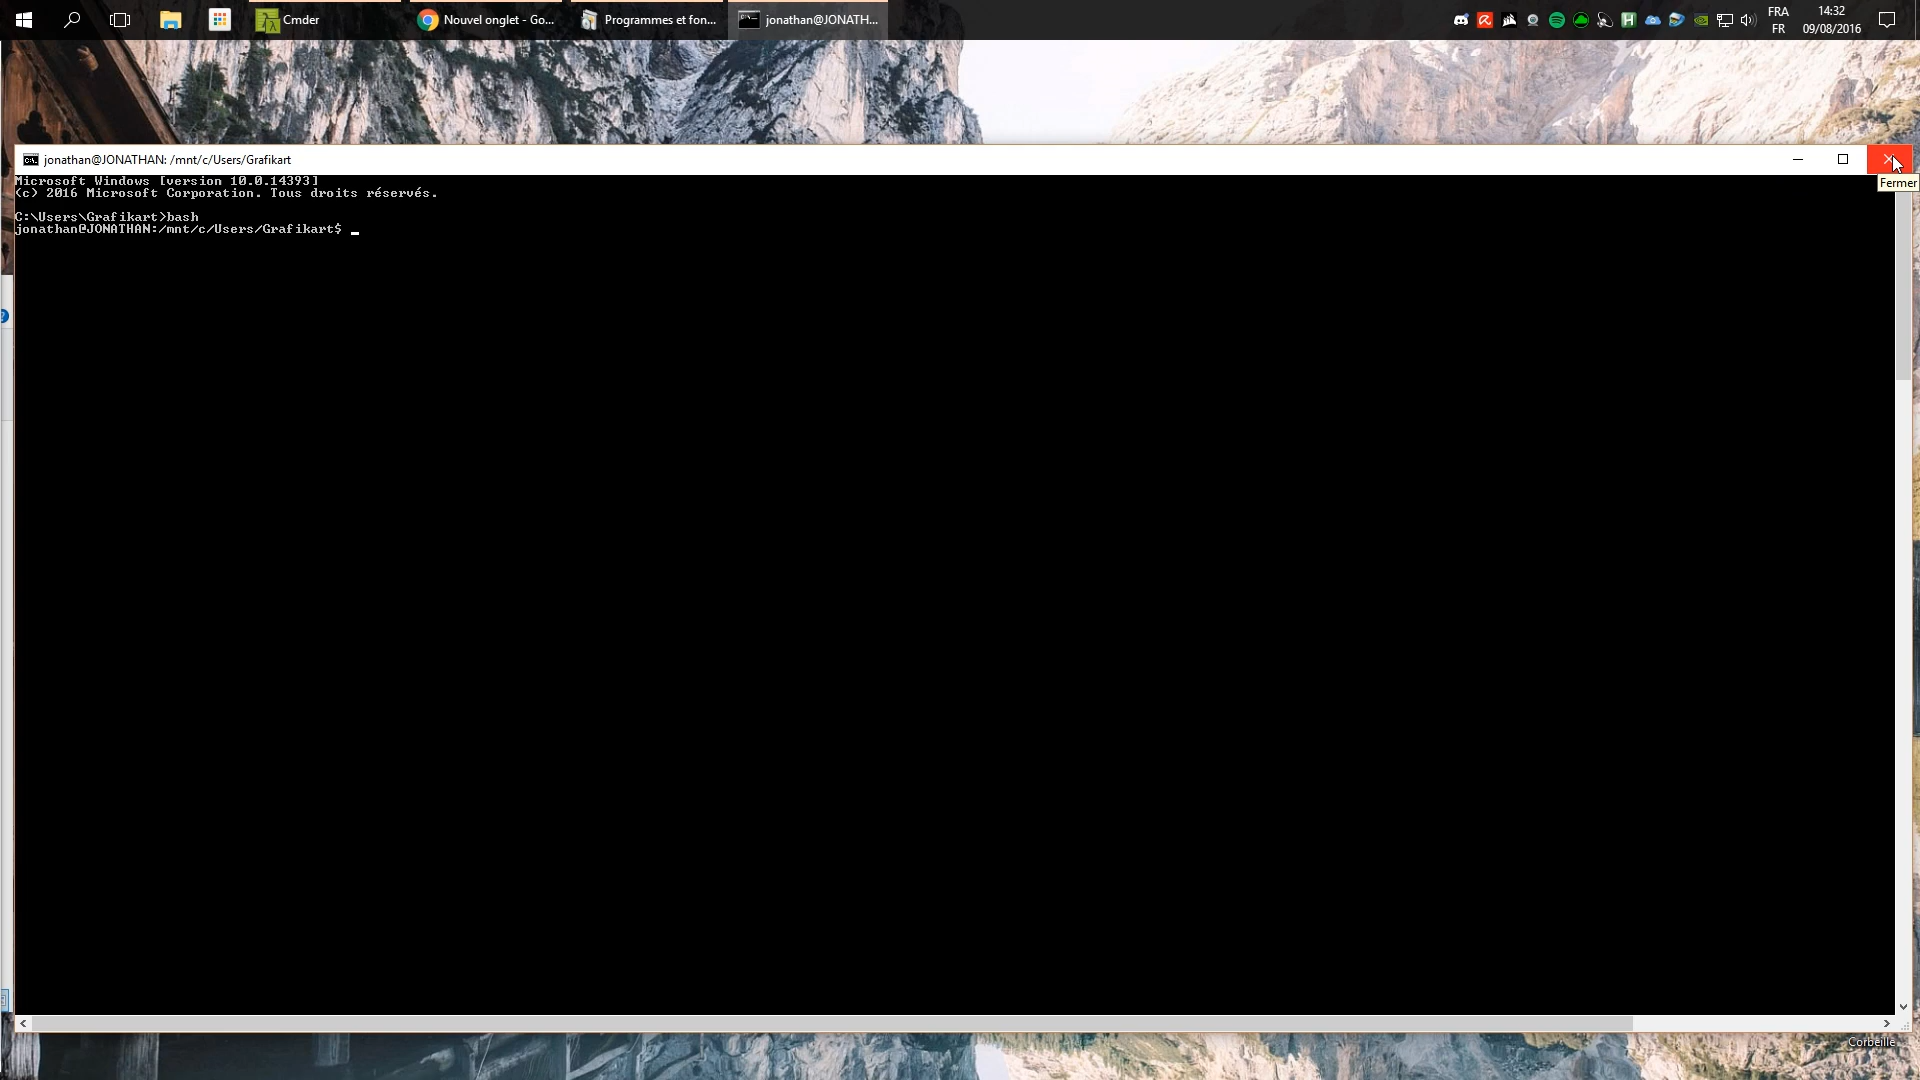 Cmder
Nouvel onglet - Go...
Programmes et fon...
jonathan@JONATH...
FRA
FR
14:32
09/08/2016
jonathan@JONATHAN: /mnt/c/Users/Grafikart
Fermer
Microsoft Windows [version 10.0.14393]
(c) 2016 Microsoft Corporation. Tous droits réservés.
C:\Users\Grafikart>bash
jonathan@JONATHAN:/mnt/c/Users/Grafikart$
Corbeille